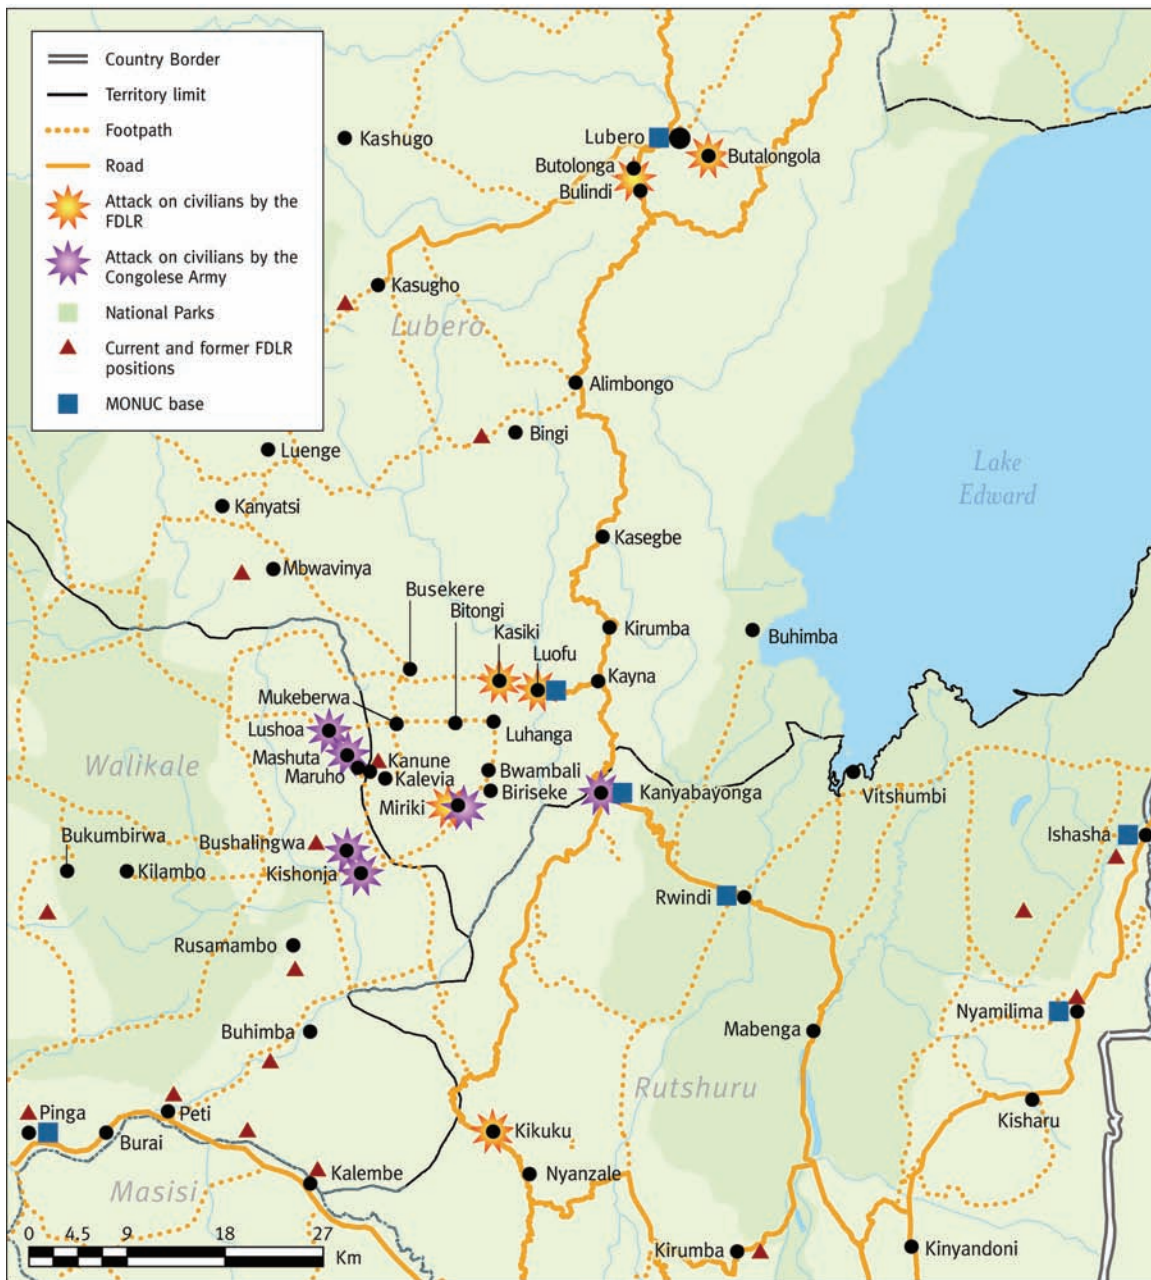 Country Border
Territory limit
Footpath
Road
Attack on civilians by the
FDLR
Attack on civilians by the
Congolese Army
National Parks
Current and former FDLR
positions
MONUC base
Kashugo
Lubero
Butalongola
Butolonga
Bulindi
Kasugho
Lubero
Alimbongo
Bingi
Luenge
Lake
Edward
Kanyatsi
Kasegbe
Mbwavinya
Busekere
Bitongi
Kasiki
Kirumba
Buhimba
Luofu
Kayna
Mukeberwa
Lushoa
Luhanga
Mashuta
Kanune
Walikale
Maruho
Kalevia
Bwambali
Biriseke
Kanyabayonga
Vitshumbi
Miriki
Ishasha
Bukumbirwa
Bushalingwa
Kilambo
Kishonja
Rwindi
Rusamambo
Nyamilima
Buhimba
Mabenga
Rutshuru
Kisharu
Pinga
Peti
Burai
Kikuku
Kalembe
Nyanzale
Masisi
0 4,5 9 18 27
Km
Kirumba
Kinyandoni